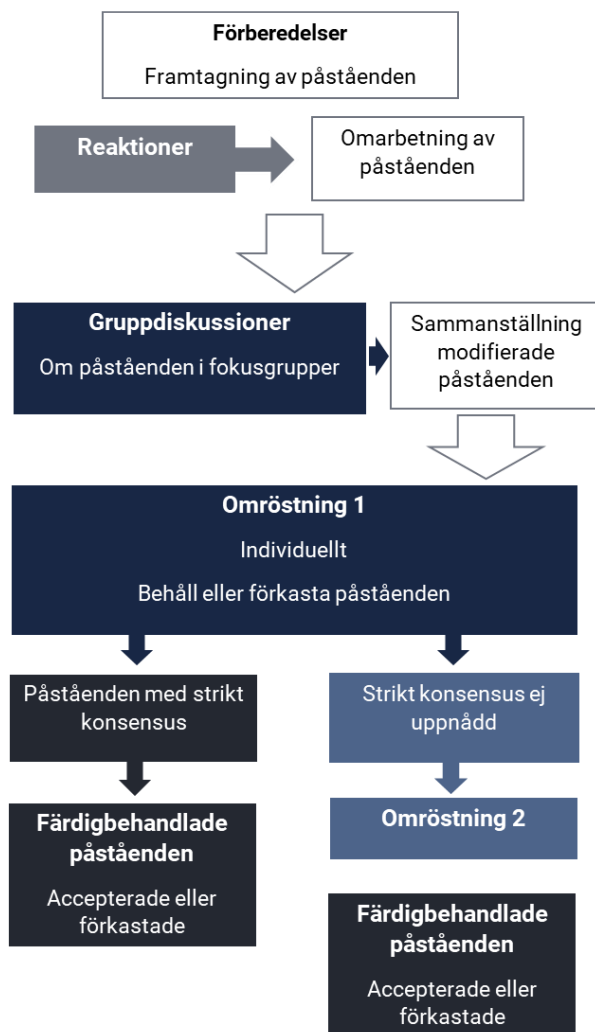 Förberedelser
Framtagning av påståenden
Reaktioner
Omarbetning av
påståenden
Gruppdiskussioner
Om påståenden i fokusgrupper
Sammanställning
modifierade
påståenden
Omröstning 1
Individuellt
Behåll eller förkasta påståenden
Påståenden med strikt
konsensus
Strikt konsensus ej
uppnådd
Färdigbehandlade
påståenden
Accepterade eller
förkastade
Omröstning 2
Färdigbehandlade
påståenden
Accepterade eller
förkastade